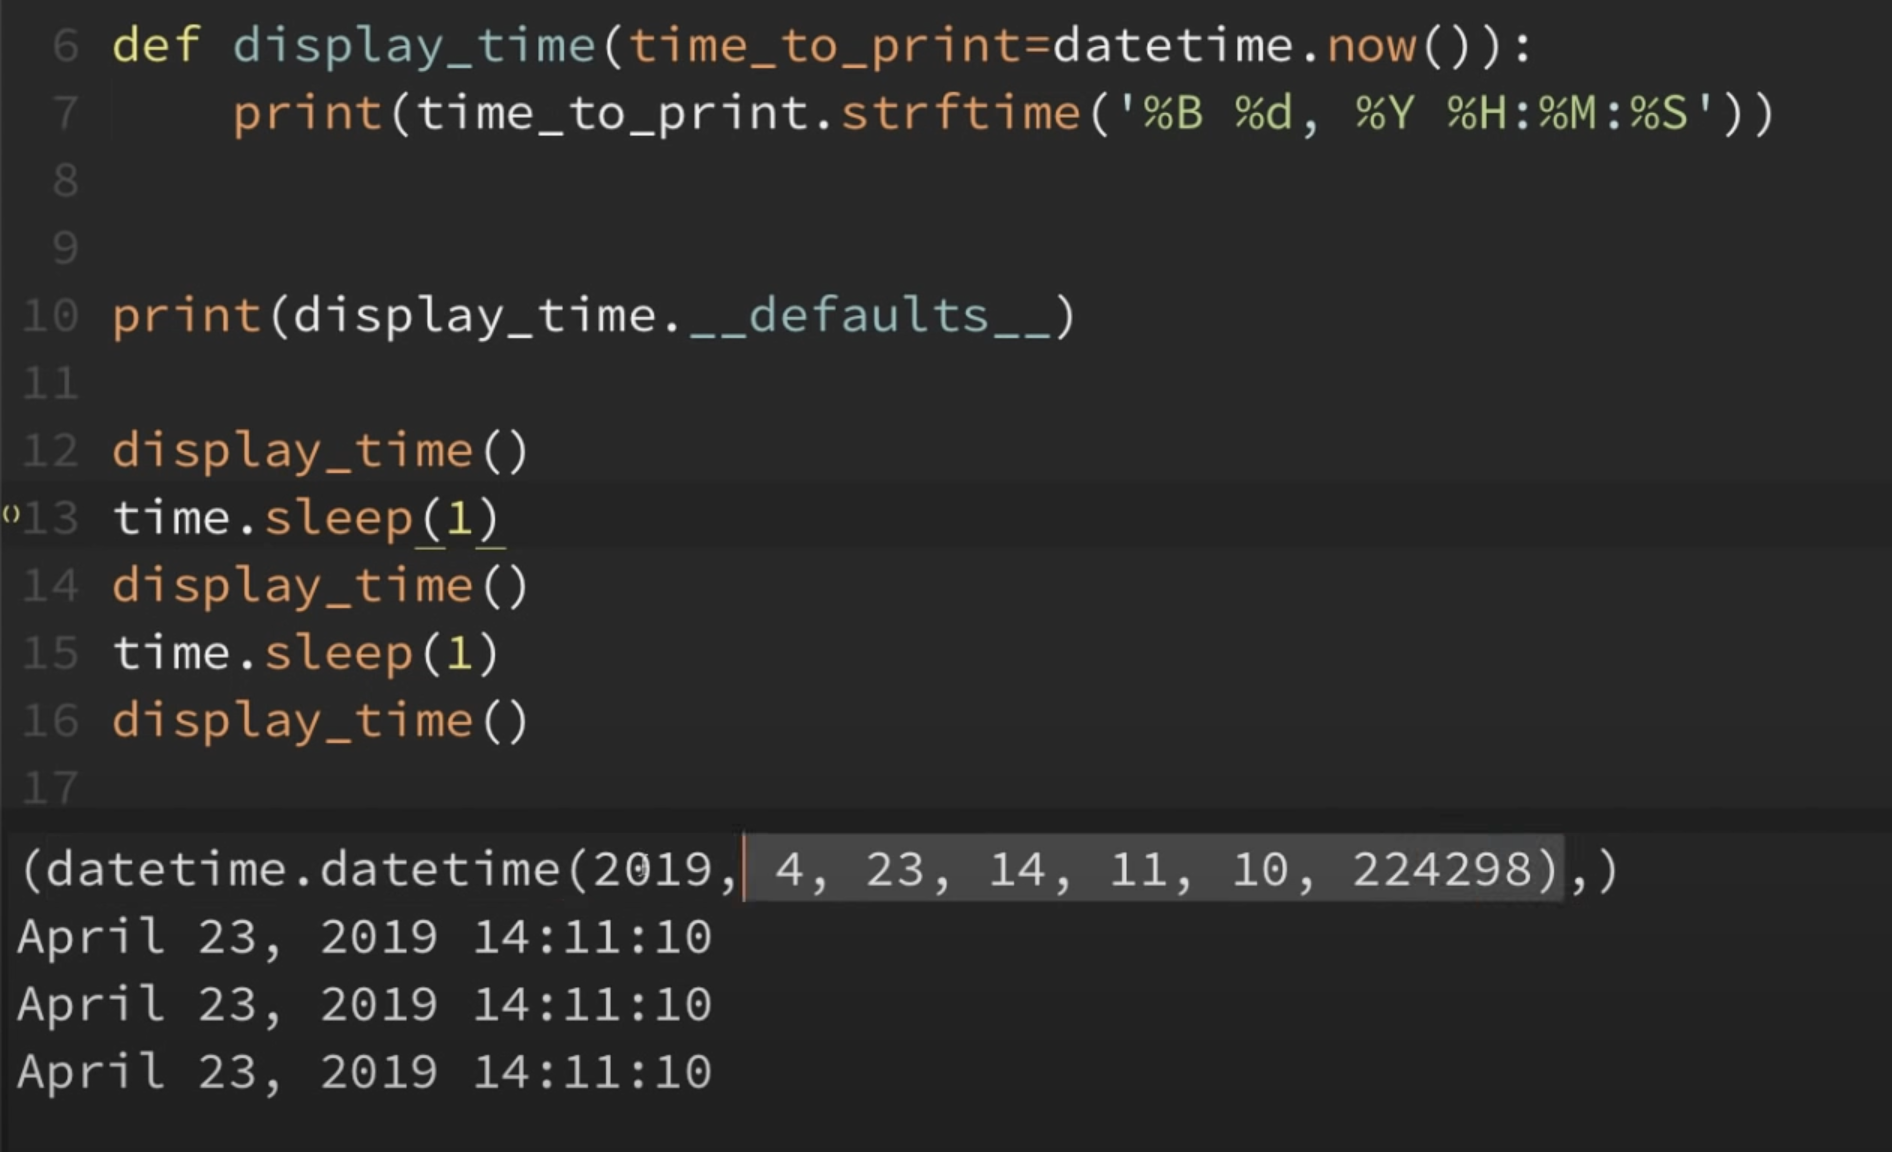 6 def display_time(time_to_print=datetime.now()):
7     print(time_to_print.strftime('%B %d, %Y %H:%M:%S'))
8
9
10 print(display_time.__defaults__)
11
12 display_time()
13 time.sleep(1)
14 display_time()
15 time.sleep(1)
16 display_time()
17
(datetime.datetime(2019, 4, 23, 14, 11, 10, 224298),)
April 23, 2019 14:11:10
April 23, 2019 14:11:10
April 23, 2019 14:11:10